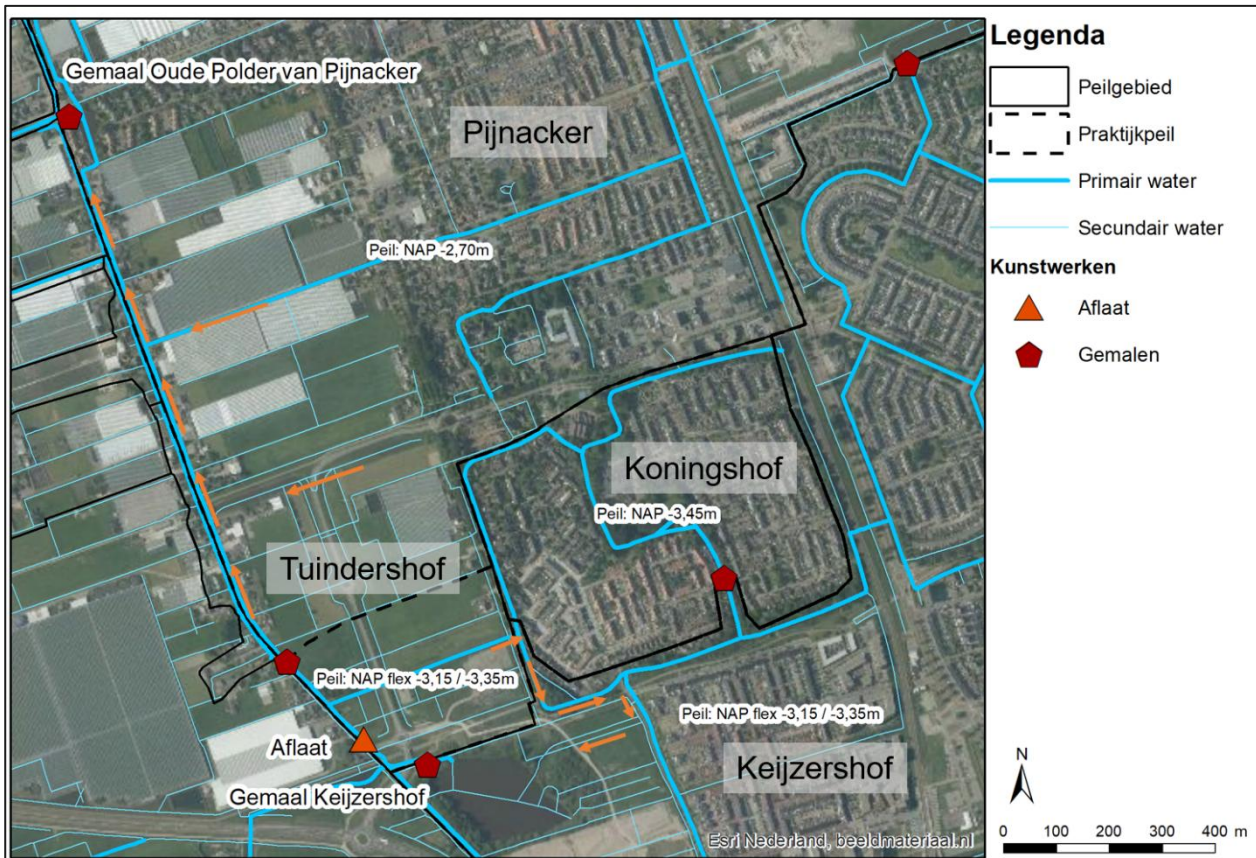 Gemaal Oude Polder van Pijnacker
Pijnacker
Peil: NAP -2,70m
Koningshof
Peil: NAP -3,45m
Tuindershof
Peil: NAP flex -3,15 / -3,35m
Peil: NAP flex -3,15 / -3,35m
Aflaat
Keijzershof
Gemaal Keijzershof
Esri Nederland, beeldmateriaal.nl
Legenda
Peilgebied
Praktijkpeil
Primair water
Secundair water
Kunstwerken
Aflaat
Gemalen
N
0 100 200 300 400 m